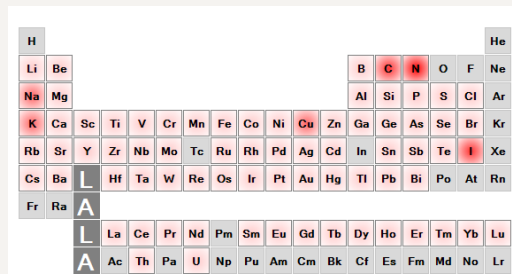 H He
Li Be B C N O F Ne
Na Mg Al Si P S Cl Ar
K Ca Sc Ti V Cr Mn Fe Co Ni Cu Zn Ga Ge As Se Br Kr
Rb Sr Y Zr Nb Mo Tc Ru Rh Pd Ag Cd In Sn Sb Te I Xe
Cs Ba L Hf Ta W Re Os Ir Pt Au Hg Tl Pb Bi Po At Rn
Fr Ra A
L La Ce Pr Nd Pm Sm Eu Gd Tb Dy Ho Er Tm Yb Lu
A Ac Th Pa U Np Pu Am Cm Bk Cf Es Fm Md No Lr